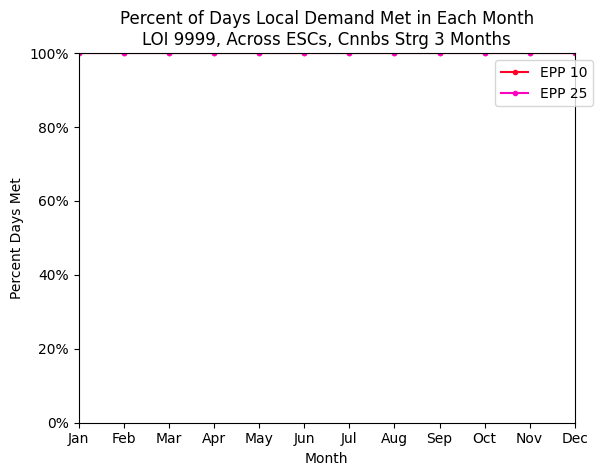 Percent of Days Local Demand Met in Each Month
LOI 9999, Across ESCs, Cnnbs Strg 3 Months
100%
80%
60%
40%
20%
0%
Percent Days Met
EPP 10
EPP 25
Jan Feb Mar Apr May Jun Jul Aug Sep Oct Nov Dec
Month